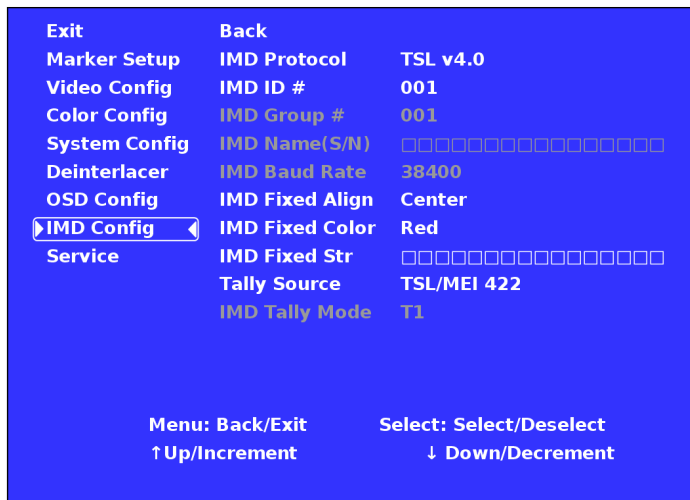 Exit Back
Marker Setup IMD Protocol TSL v4.0
Video Config IMD ID # 001
Color Config IMD Group # 001
System Config IMD Name(S/N) □□□□□□□□□□□□□□□□
Deinterlacer IMD Baud Rate 38400
OSD Config IMD Fixed Align Center
IMD Config IMD Fixed Color Red
Service IMD Fixed Str □□□□□□□□□□□□□□□□
Tally Source TSL/MEI 422
IMD Tally Mode T1
Menu: Back/Exit Select: Select/Deselect
↑Up/Increment ↓ Down/Decrement